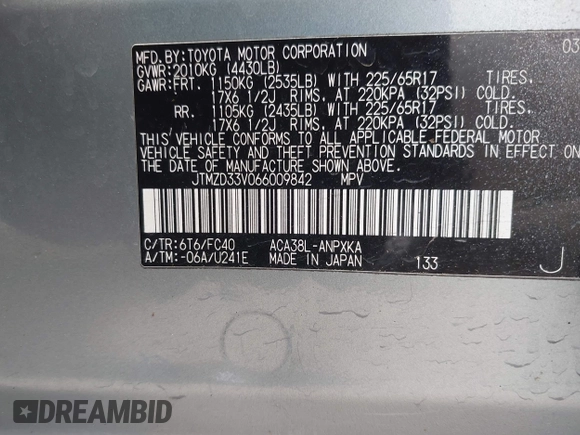 MFD.BY:TOYOTA MOTOR CORPORATION 03
GVWR:2010KG (4430LB)
GAWR:FRT. 1150KG (2535LB) WITH 225/65R17 TIRES.
17X6 1/2J RIMS, AT 220KPA (32PSI) COLD.
RR. 1105KG (2435LB) WITH 225/65R17 TIRES.
17X6 1/2J RIMS, AT 220KPA (32PSI) COLD.
THIS VEHICLE CONFORMS TO ALL APPLICABLE FEDERAL MOTOR
VEHICLE SAFETY AND THEFT PREVENTION STANDARDS IN EFFECT
THE DATE OF MANUFACTURE SHOWN ABOVE.
JTMZD33V066009842 MPV
C/TR:6T6/FC40 ACA38L-ANPXKA
A/TM:-06A/U241E MADE IN JAPAN 133 J
DREAMBID